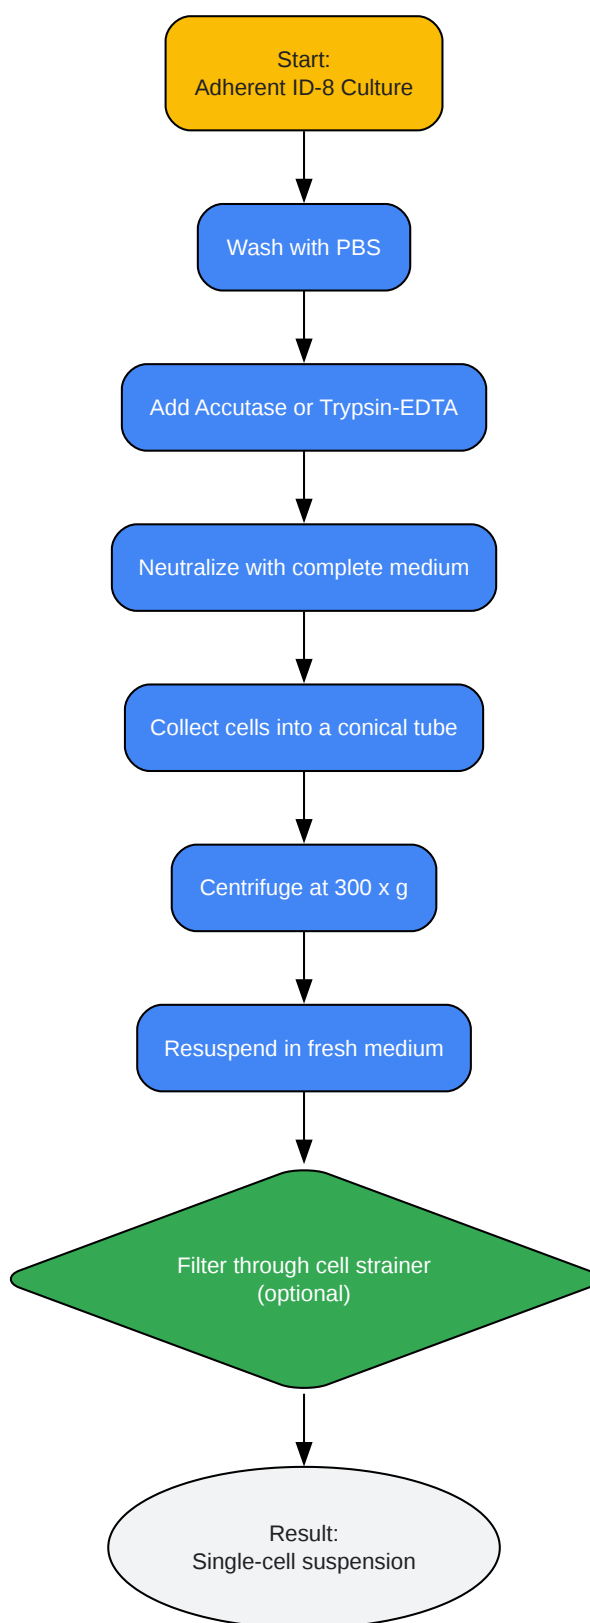 Start:
Adherent ID-8 Culture
Wash with PBS
Add Accutase or Trypsin-EDTA
Neutralize with complete medium
Collect cells into a conical tube
Centrifuge at 300 x g
Resuspend in fresh medium
Filter through cell strainer
(optional)
Result:
Single-cell suspension